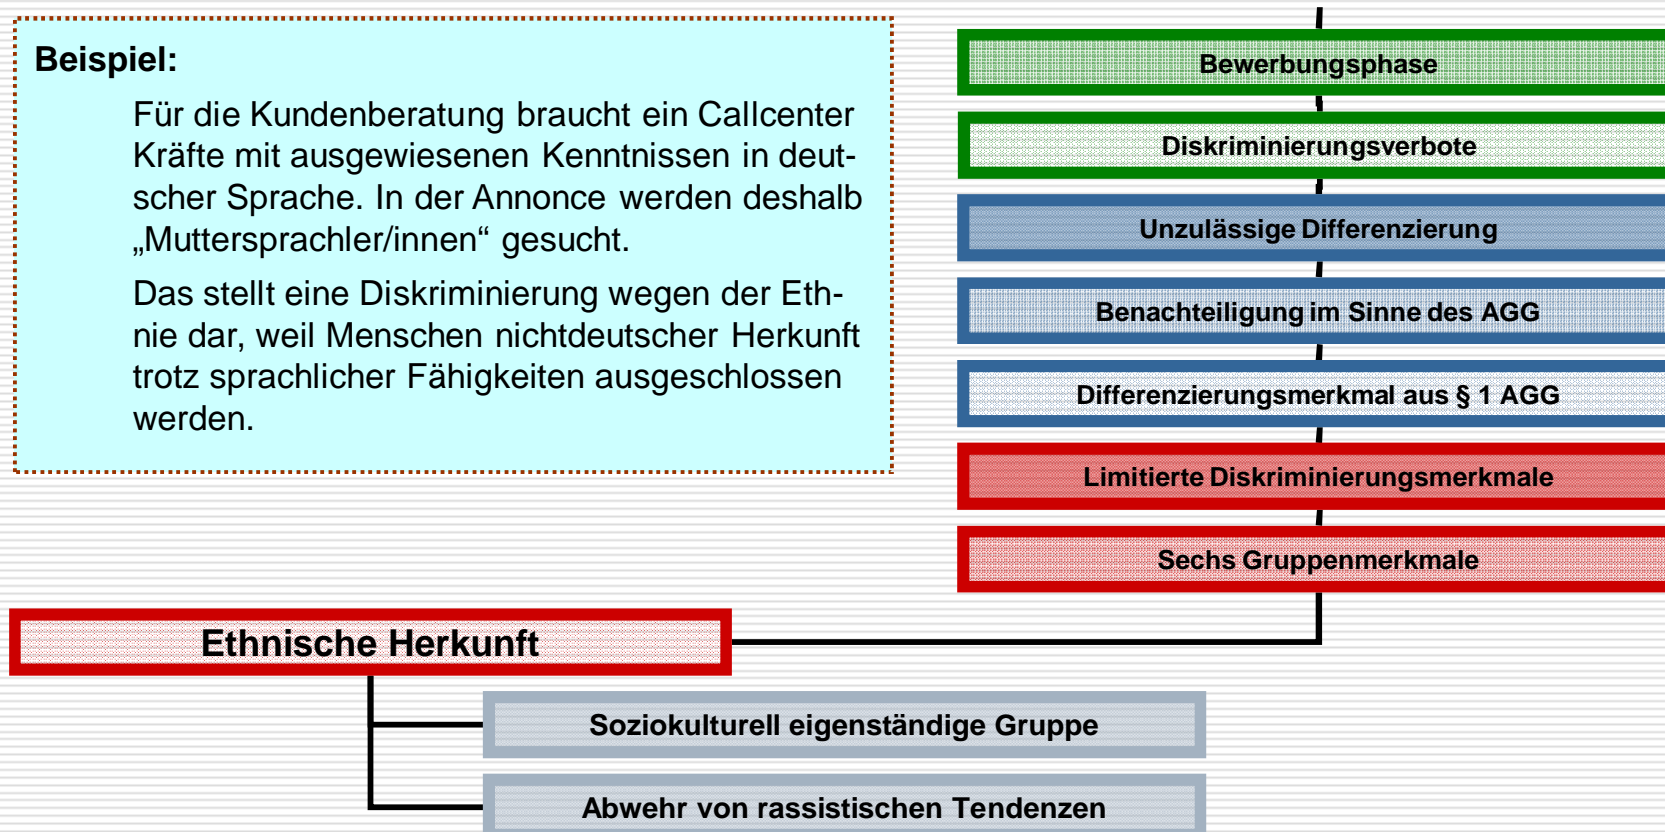 Beispiel:
Für die Kundenberatung braucht ein Callcenter
Kräfte mit ausgewiesenen Kenntnissen in deut-
scher Sprache. In der Annonce werden deshalb
„Muttersprachler/innen“ gesucht.
Das stellt eine Diskriminierung wegen der Eth-
nie dar, weil Menschen nichtdeutscher Herkunft
trotz sprachlicher Fähigkeiten ausgeschlossen
werden.
Bewerbungsphase
Diskriminierungsverbote
Unzulässige Differenzierung
Benachteiligung im Sinne des AGG
Differenzierungsmerkmal aus § 1 AGG
Limitierte Diskriminierungsmerkmale
Sechs Gruppenmerkmale
Ethnische Herkunft
Soziokulturell eigenständige Gruppe
Abwehr von rassistischen Tendenzen